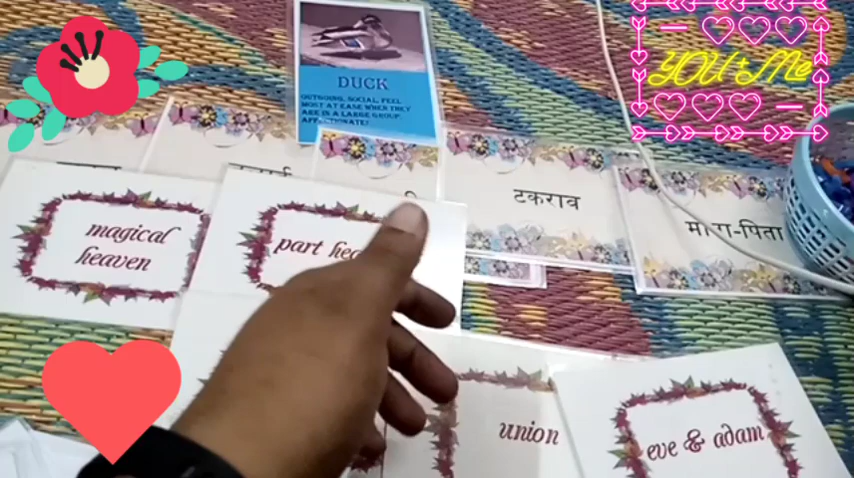 YOU + Me
DUCK
OUTGOING, SOCIAL, FEEL
MOST AT EASE WHEN THEY
ARE IN A LARGE GROUP.
AFFECTIONATE!
टकराव
माता-पिता
magical
heaven
part
union
eve & adam